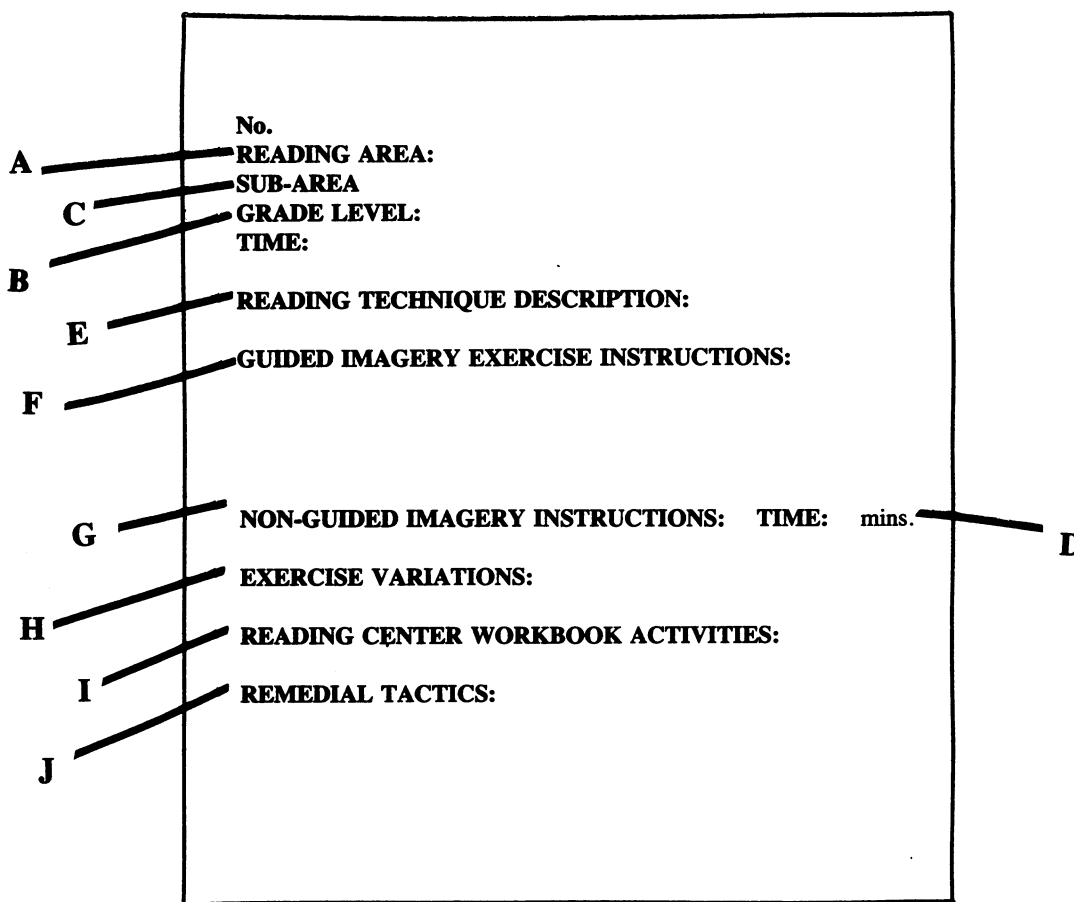 No.
A READING AREA:
SUB-AREA
C GRADE LEVEL:
TIME:
B
READING TECHNIQUE DESCRIPTION:
E
GUIDED IMAGERY EXERCISE INSTRUCTIONS:
F
NON-GUIDED IMAGERY INSTRUCTIONS: TIME: mins.
G D
EXERCISE VARIATIONS:
H
READING CENTER WORKBOOK ACTIVITIES:
I
REMEDIAL TACTICS:
J